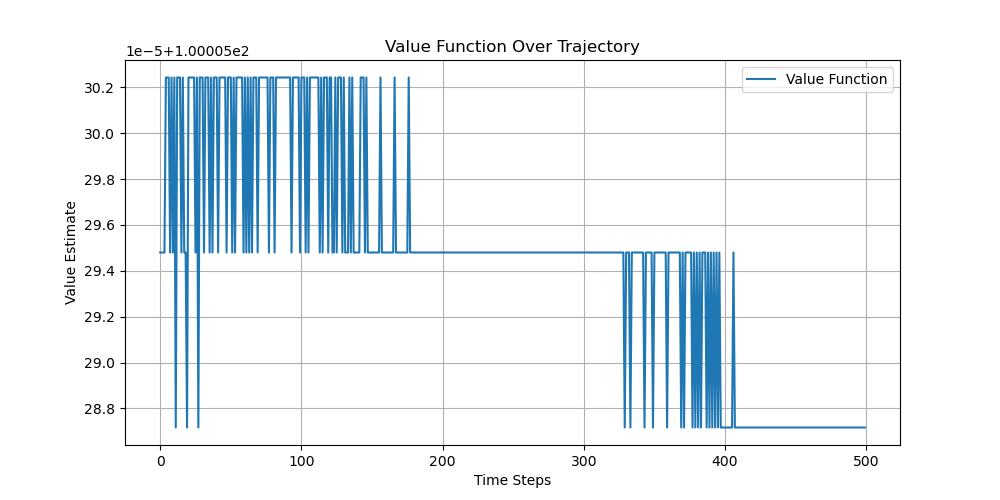 1e−5+1.00005e2
Value Function Over Trajectory
Value Function
30.2
30.0
29.8
29.6
29.4
29.2
29.0
28.8
Value Estimate
0 100 200 300 400 500
Time Steps